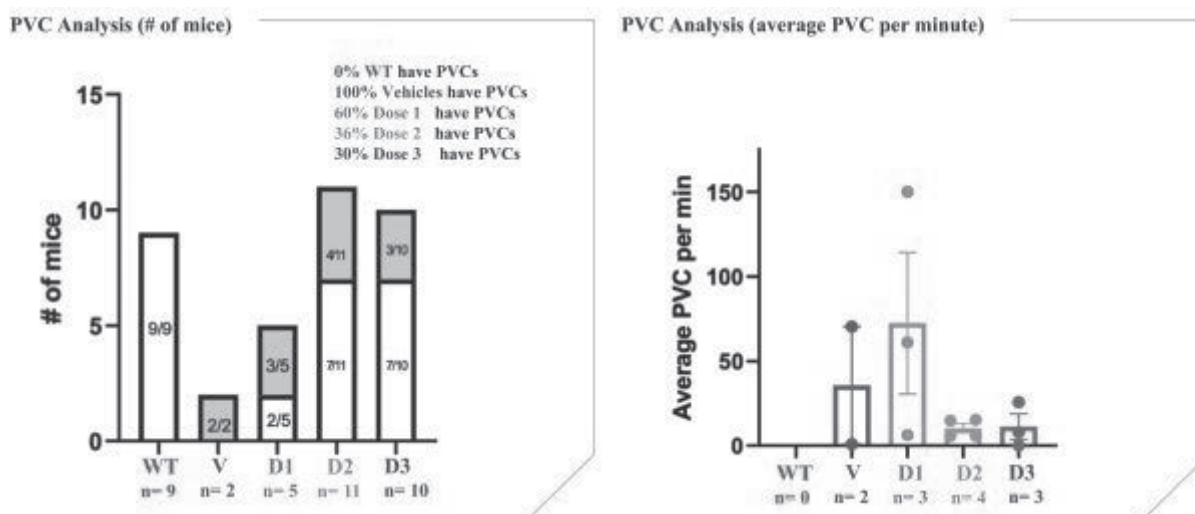 PVC Analysis (# of mice)
0% WT have PVCs
100% Vehicles have PVCs
60% Dose 1 have PVCs
36% Dose 2 have PVCs
30% Dose 3 have PVCs
# of mice
15
10
5
0
9/9
2/2
3/5
2/5
4/11
7/11
3/10
7/10
WT V D1 D2 D3
n= 9 n= 2 n= 5 n= 11 n= 10
PVC Analysis (average PVC per minute)
Average PVC per min
150
100
50
0
WT V D1 D2 D3
n= 0 n= 2 n= 3 n= 4 n= 3